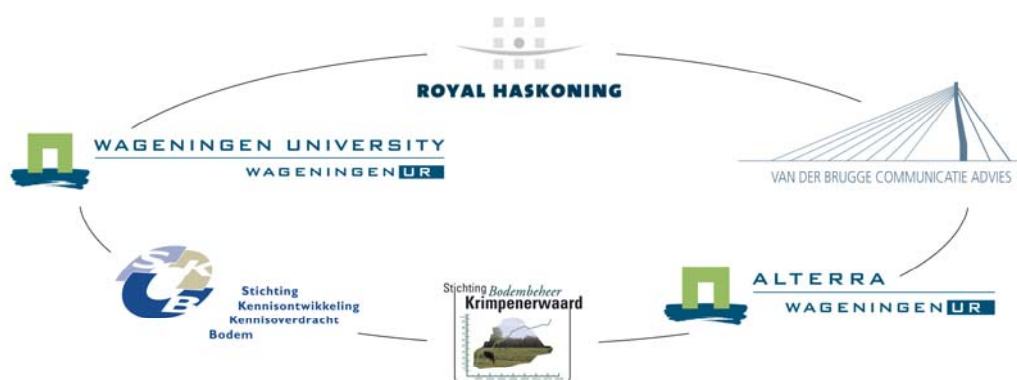 ROYAL HASKONING
WAGENINGEN UNIVERSITY
WAGENINGEN UR
VAN DER BRUGGE COMMUNICATIE ADVIES
SKKB
Stichting
Kennisontwikkeling
Kennisoverdracht
Bodem
Stichting Bodembeheer
Krimpenerwaard
ALTERRA
WAGENINGEN UR